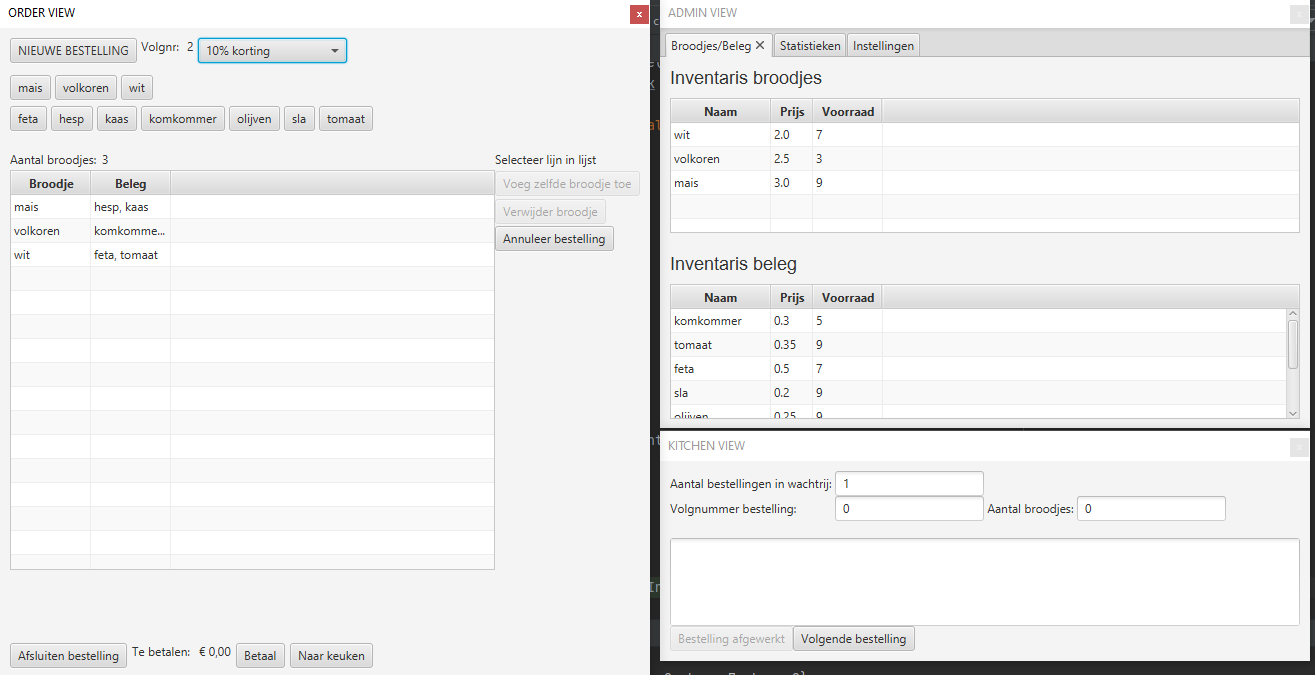 ORDER VIEW
NIEUWE BESTELLING Volgnr: 2 10% korting
mais volkoren wit
feta hesp kaas komkommer olijven sla tomaat
Aantal broodjes: 3
Selecteer lijn in lijst
Broodje Beleg
mais hesp, kaas
volkoren komkomme...
wit feta, tomaat
Voeg zelfde broodje toe
Verwijder broodje
Annuleer bestelling
Afsluiten bestelling Te betalen: € 0,00 Betaal Naar keuken
ADMIN VIEW
Broodjes/Beleg Statistieken Instellingen
Inventaris broodjes
Naam Prijs Voorraad
wit 2.0 7
volkoren 2.5 3
mais 3.0 9
Inventaris beleg
Naam Prijs Voorraad
komkommer 0.3 5
tomaat 0.35 9
feta 0.5 7
sla 0.2 9
olijven 0.25 9
KITCHEN VIEW
Aantal bestellingen in wachtrij: 1
Volgnummer bestelling: 0 Aantal broodjes: 0
Bestelling afgewerkt Volgende bestelling